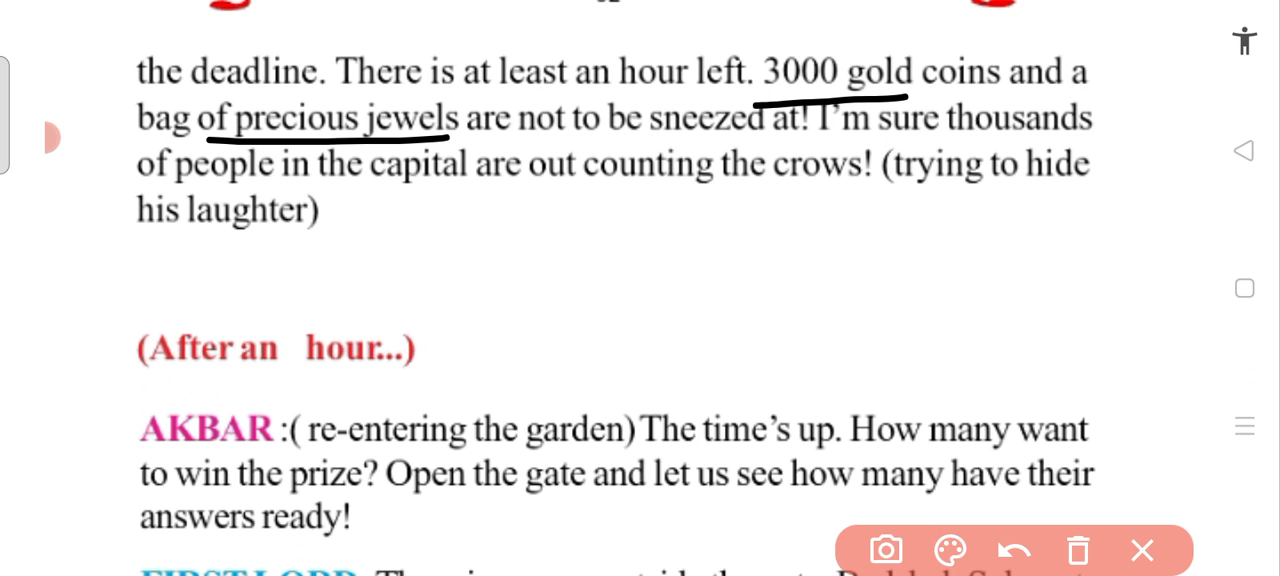 the deadline. There is at least an hour left. 3000 gold coins and a
bag of precious jewels are not to be sneezed at! I'm sure thousands
of people in the capital are out counting the crows! (trying to hide
his laughter)
(After an hour...)
AKBAR :( re-entering the garden) The time's up. How many want
to win the prize? Open the gate and let us see how many have their
answers ready!
FIRST LORD